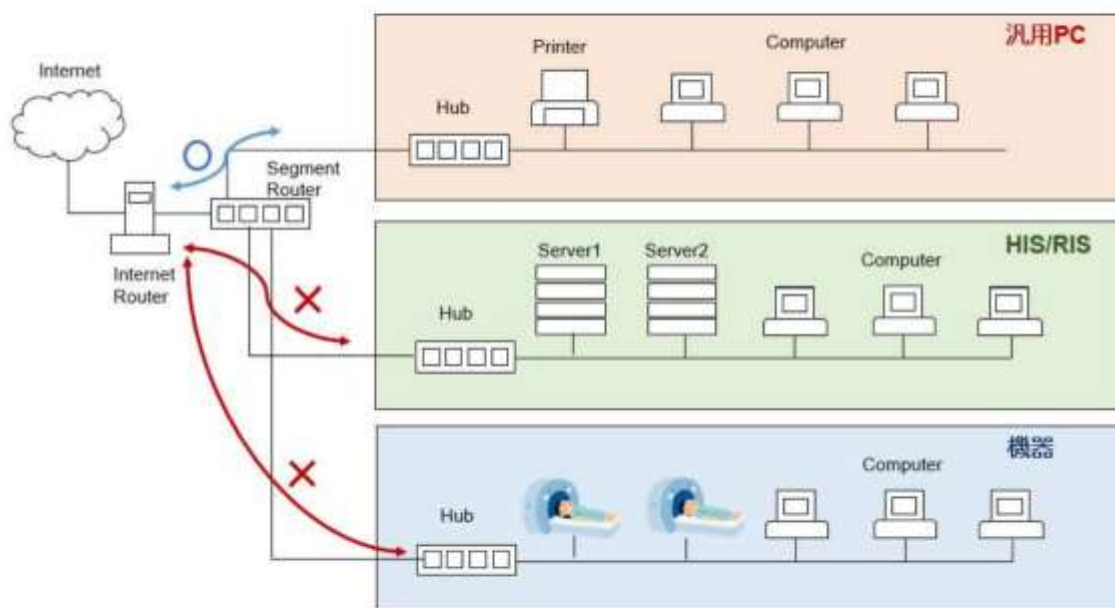 Internet
Internet
Router
Segment
Router
汎用PC
Printer
Computer
Hub
HIS/RIS
Server1
Server2
Computer
Hub
機器
Computer
Hub